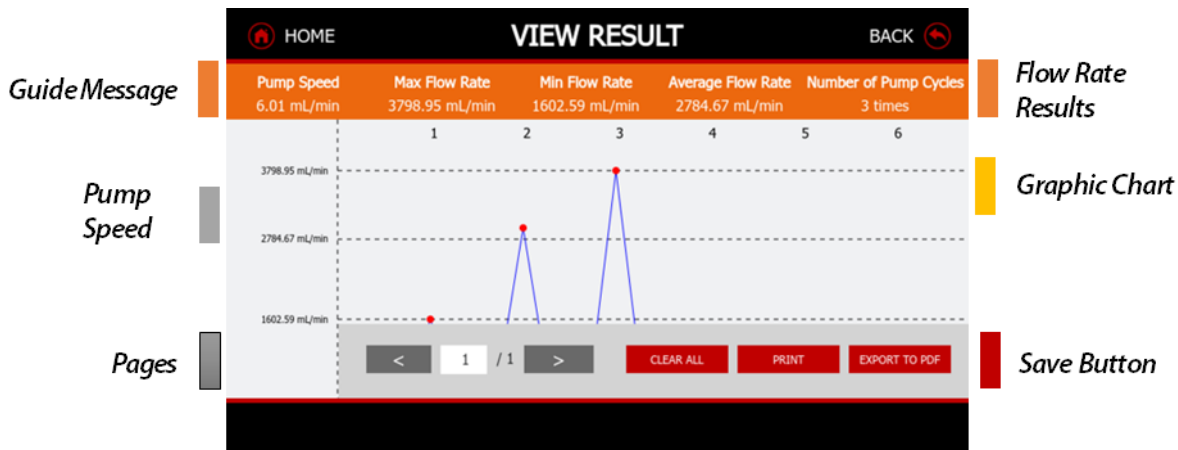 HOME
VIEW RESULT
BACK
Guide Message
Pump Speed
Max Flow Rate
Min Flow Rate
Average Flow Rate
Number of Pump Cycles
6.01 mL/min
3798.95 mL/min
1602.59 mL/min
2784.67 mL/min
3 times
Flow Rate
Results
1 2 3 4 5 6
3798.95 mL/min
Pump
Speed
Graphic Chart
2784.67 mL/min
1602.59 mL/min
Pages
< 1 / 1 >
CLEAR ALL
PRINT
EXPORT TO PDF
Save Button